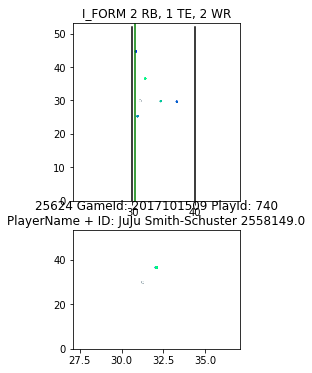 I_FORM 2 RB, 1 TE, 2 WR
50
40
30
20
10
0
30 40
25624 GameId: 2017101509 PlayId: 740
PlayerName + ID: JuJu Smith-Schuster 2558149.0
40
20
0
27.5 30.0 32.5 35.0